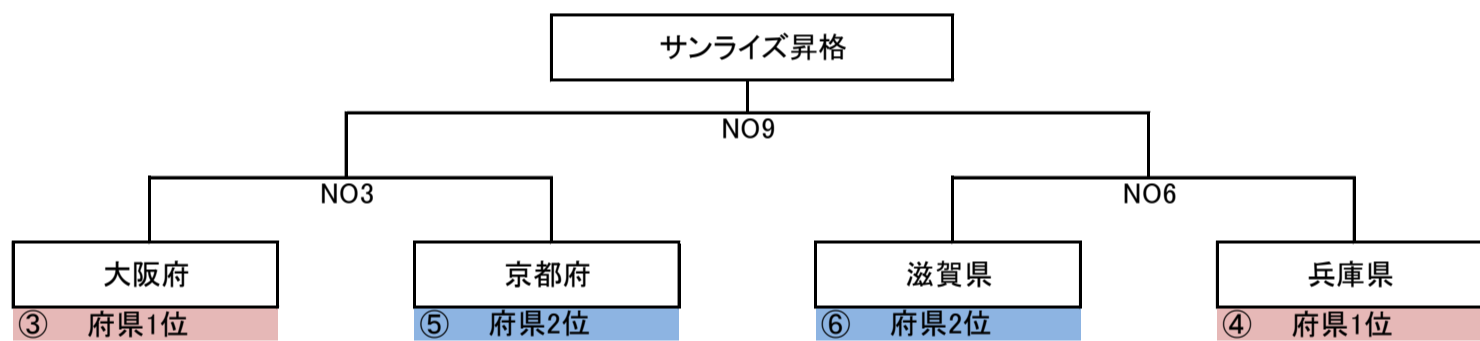 サンライズ昇格
NO9
NO3
NO6
大阪府
京都府
滋賀県
兵庫県
③ 府県1位
⑤ 府県2位
⑥ 府県2位
④ 府県1位